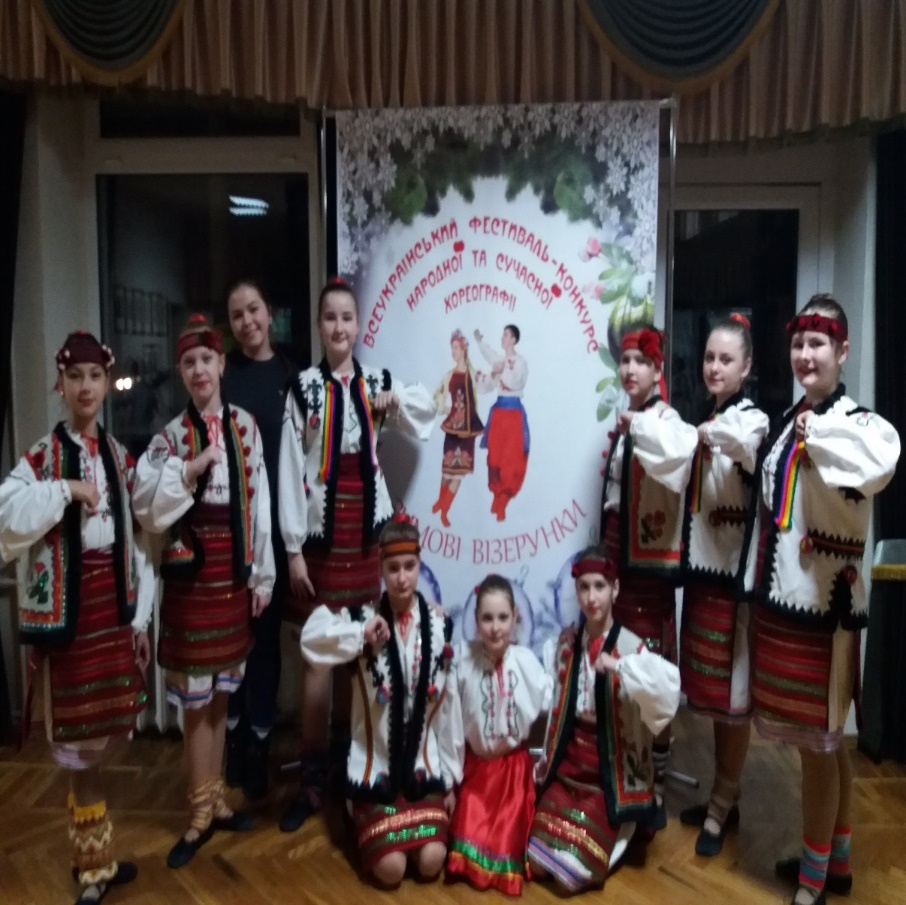 ВСЕУКРАЇНСЬКИЙ ФЕСТИВАЛЬ-КОНКУРС
НАРОДНОЇ ТА СУЧАСНОЇ
ХОРЕОГРАФІЇ
ВІЗЕРУНКИ